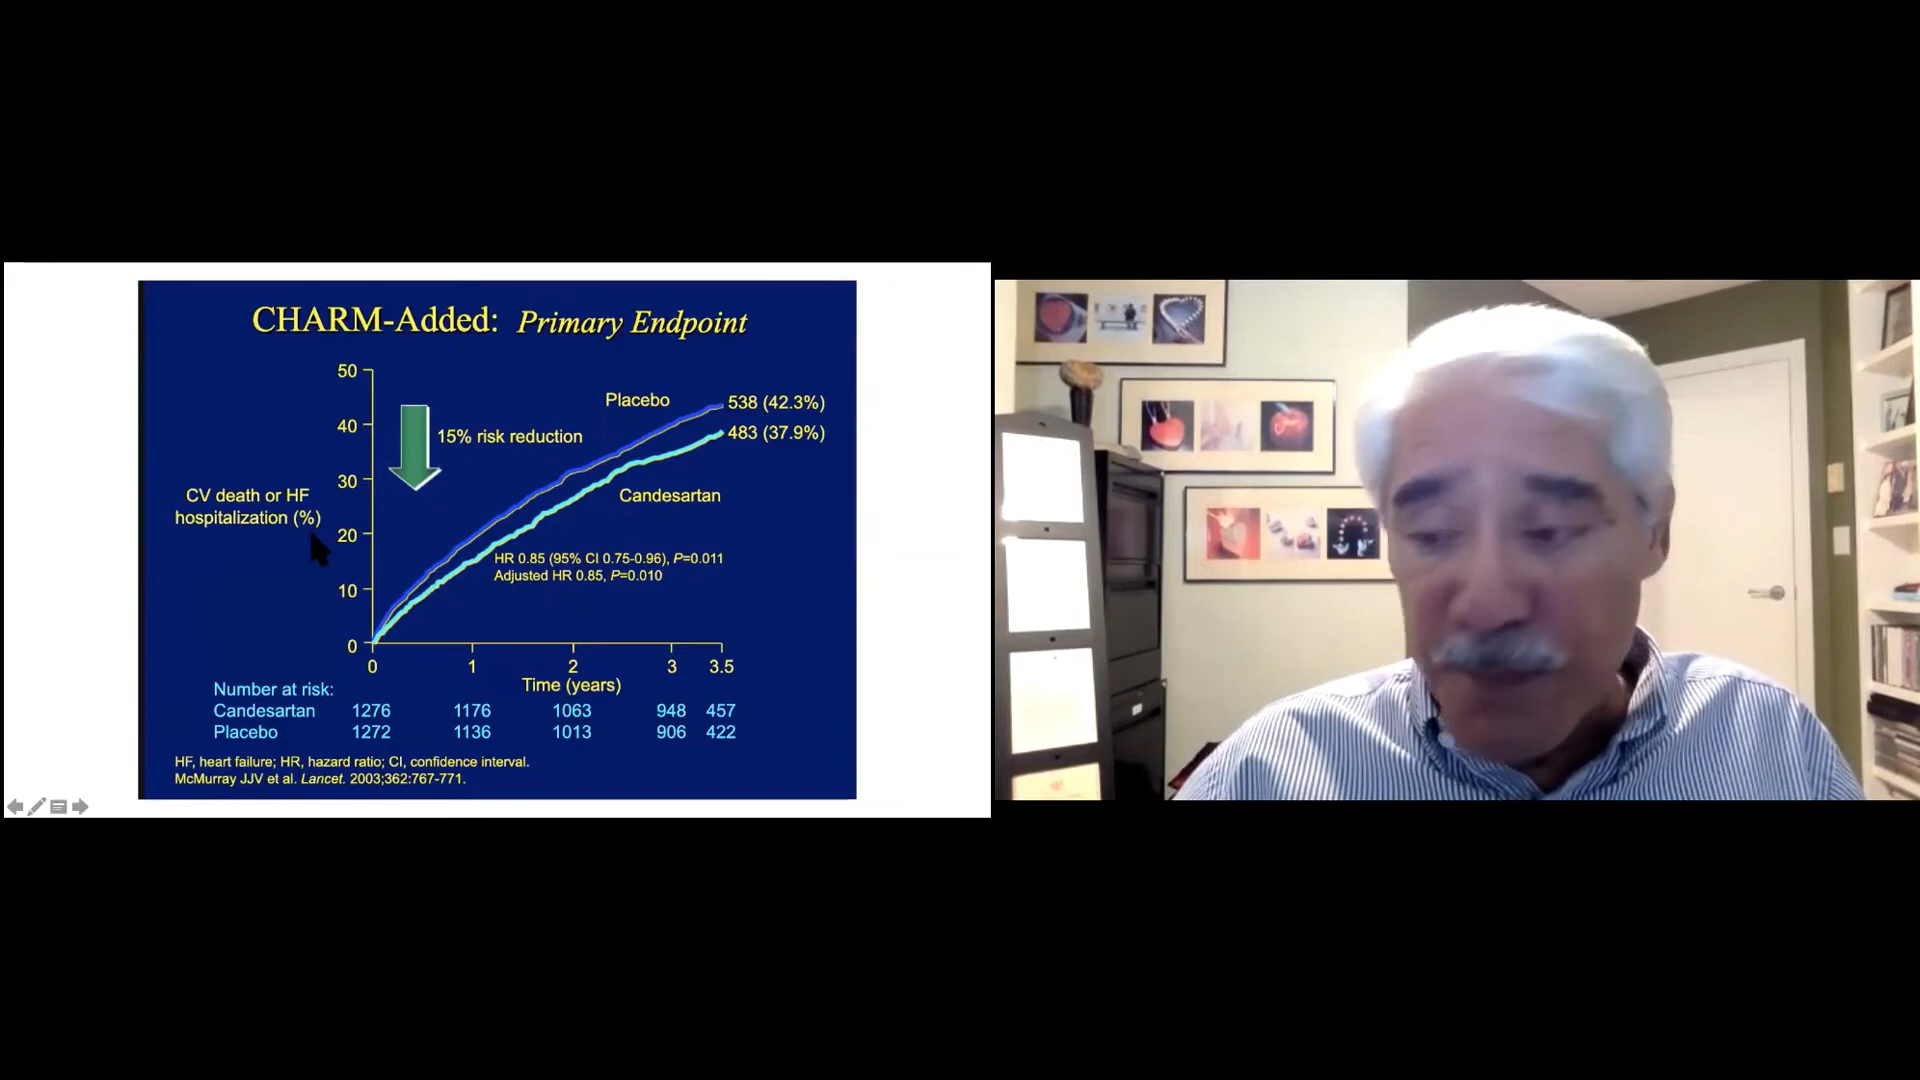 CHARM-Added: Primary Endpoint
50
40
30
20
10
0
CV death or HF
hospitalization (%)
15% risk reduction
Placebo
538 (42.3%)
483 (37.9%)
Candesartan
HR 0.85 (95% CI 0.75-0.96), P=0.011
Adjusted HR 0.85, P=0.010
0 1 2 3 3.5
Time (years)
Number at risk:
Candesartan 1276 1176 1063 948 457
Placebo 1272 1136 1013 906 422
HF, heart failure; HR, hazard ratio; CI, confidence interval.
McMurray JJV et al. Lancet. 2003;362:767-771.